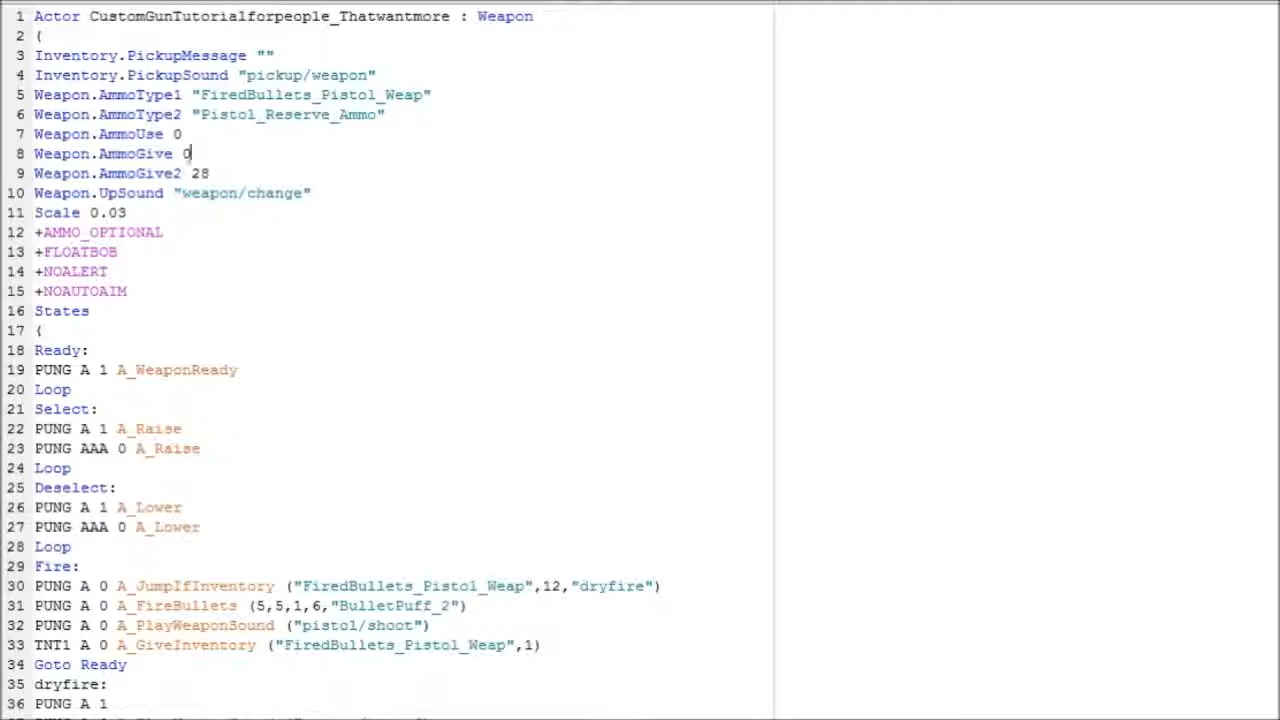 1 Actor CustomGunTutorialforpeople_Thatwantmore : Weapon
2 {
3 Inventory.PickupMessage ""
4 Inventory.PickupSound "pickup/weapon"
5 Weapon.AmmoType1 "FiredBullets_Pistol_Weap"
6 Weapon.AmmoType2 "Pistol_Reserve_Ammo"
7 Weapon.AmmoUse 0
8 Weapon.AmmoGive 0
9 Weapon.AmmoGive2 28
10 Weapon.UpSound "weapon/change"
11 Scale 0.03
12 +AMMO_OPTIONAL
13 +FLOATBOB
14 +NOALERT
15 +NOAUTOAIM
16 States
17 {
18 Ready:
19 PUNG A 1 A_WeaponReady
20 Loop
21 Select:
22 PUNG A 1 A_Raise
23 PUNG AAA 0 A_Raise
24 Loop
25 Deselect:
26 PUNG A 1 A_Lower
27 PUNG AAA 0 A_Lower
28 Loop
29 Fire:
30 PUNG A 0 A_JumpIfInventory ("FiredBullets_Pistol_Weap",12,"dryfire")
31 PUNG A 0 A_FireBullets (5,5,1,6,"BulletPuff_2")
32 PUNG A 0 A_PlayWeaponSound ("pistol/shoot")
33 TNT1 A 0 A_GiveInventory ("FiredBullets_Pistol_Weap",1)
34 Goto Ready
35 dryfire:
36 PUNG A 1